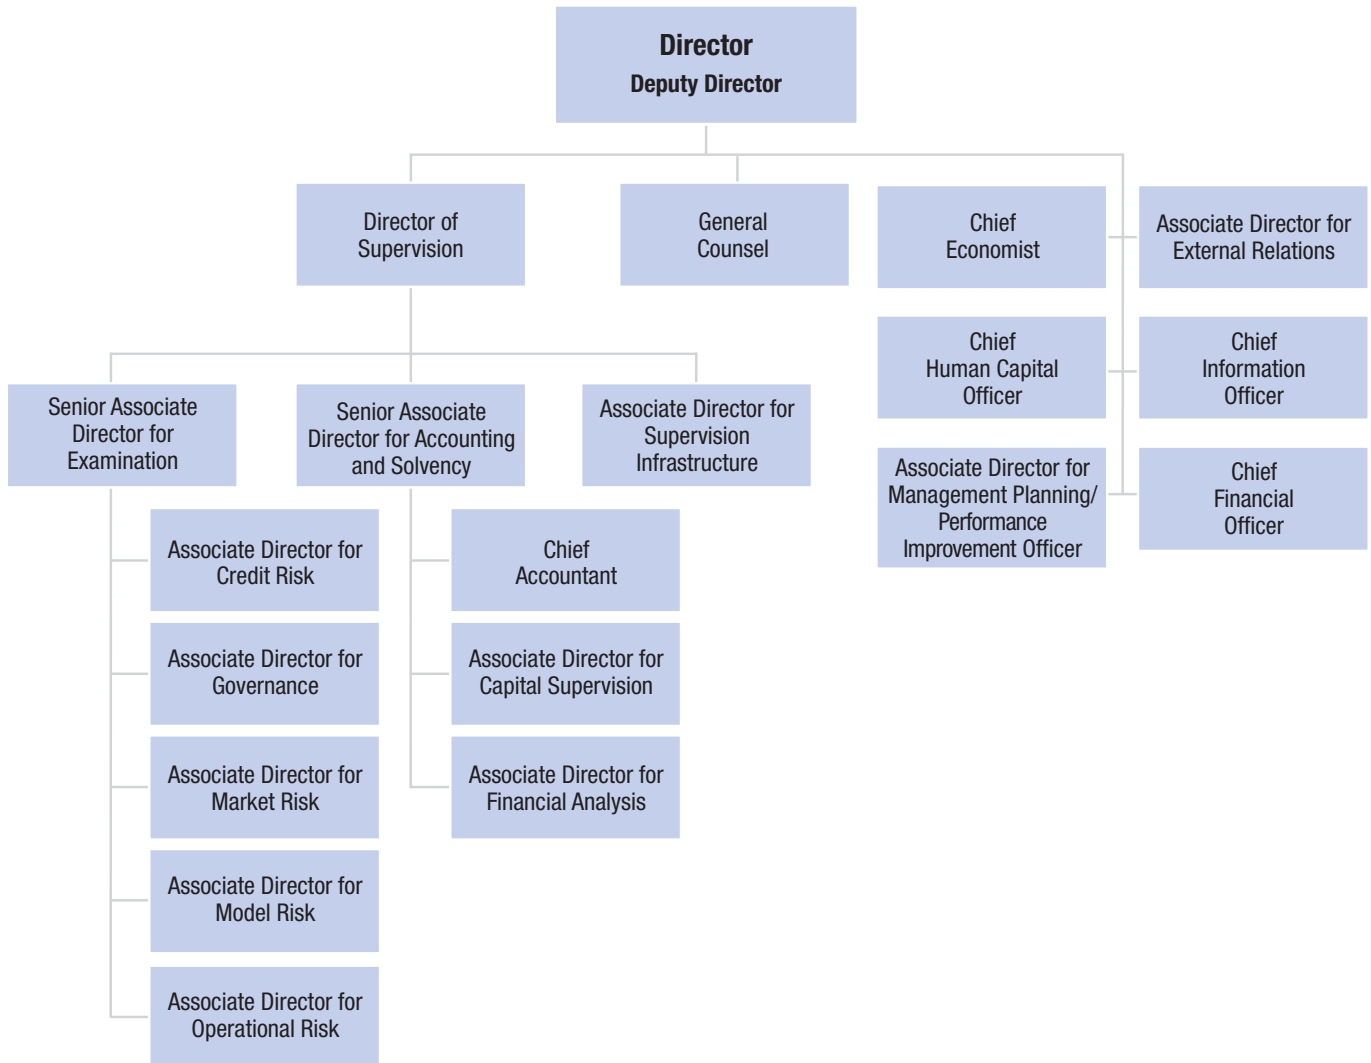 Director
Deputy Director
Director of
Supervision
General
Counsel
Chief
Economist
Associate Director for
External Relations
Chief
Human Capital
Officer
Chief
Information
Officer
Associate Director for
Management Planning/
Performance
Improvement Officer
Chief
Financial
Officer
Senior Associate
Director for
Examination
Senior Associate
Director for Accounting
and Solvency
Associate Director for
Supervision
Infrastructure
Associate Director for
Credit Risk
Associate Director for
Governance
Associate Director for
Market Risk
Associate Director for
Model Risk
Associate Director for
Operational Risk
Chief
Accountant
Associate Director for
Capital Supervision
Associate Director for
Financial Analysis